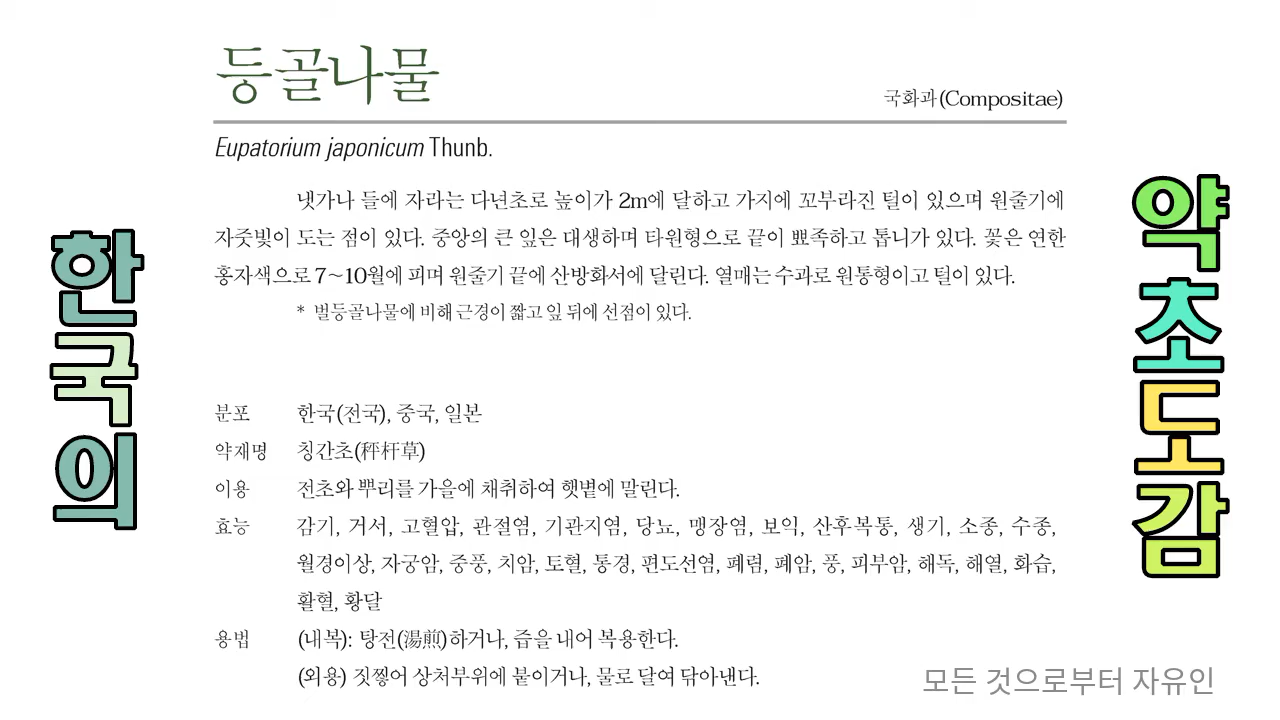 등골나물
국화과(Compositae)
Eupatorium japonicum Thunb.
냇가나 들에 자라는 다년초로 높이가 2m에 달하고 가지에 꼬부라진 털이 있으며 원줄기에
자줏빛이 도는 점이 있다. 중앙의 큰 잎은 대생하며 타원형으로 끝이 뾰족하고 톱니가 있다. 꽃은 연한
홍자색으로 7~10월에 피며 원줄기 끝에 산방화서에 달린다. 열매는 수과로 원통형이고 털이 있다.
* 벌등골나물에 비해 근경이 짧고 잎 뒤에 선점이 있다.
분포 한국(전국), 중국, 일본
약재명 칭간초(秤杆草)
이용 전초와 뿌리를 가을에 채취하여 햇볕에 말린다.
효능 감기, 거서, 고혈압, 관절염, 기관지염, 당뇨, 맹장염, 보익, 산후복통, 생기, 소종, 수종,
월경이상, 자궁암, 중풍, 치암, 토혈, 통경, 편도선염, 폐렴, 폐암, 풍, 피부암, 해독, 해열, 화습,
활혈, 황달
용법 (내복): 탕전(湯煎)하거나, 즙을 내어 복용한다.
(외용) 짓찧어 상처부위에 붙이거나, 물로 달여 닦아낸다.
한국의
약초도감
모든 것으로부터 자유인